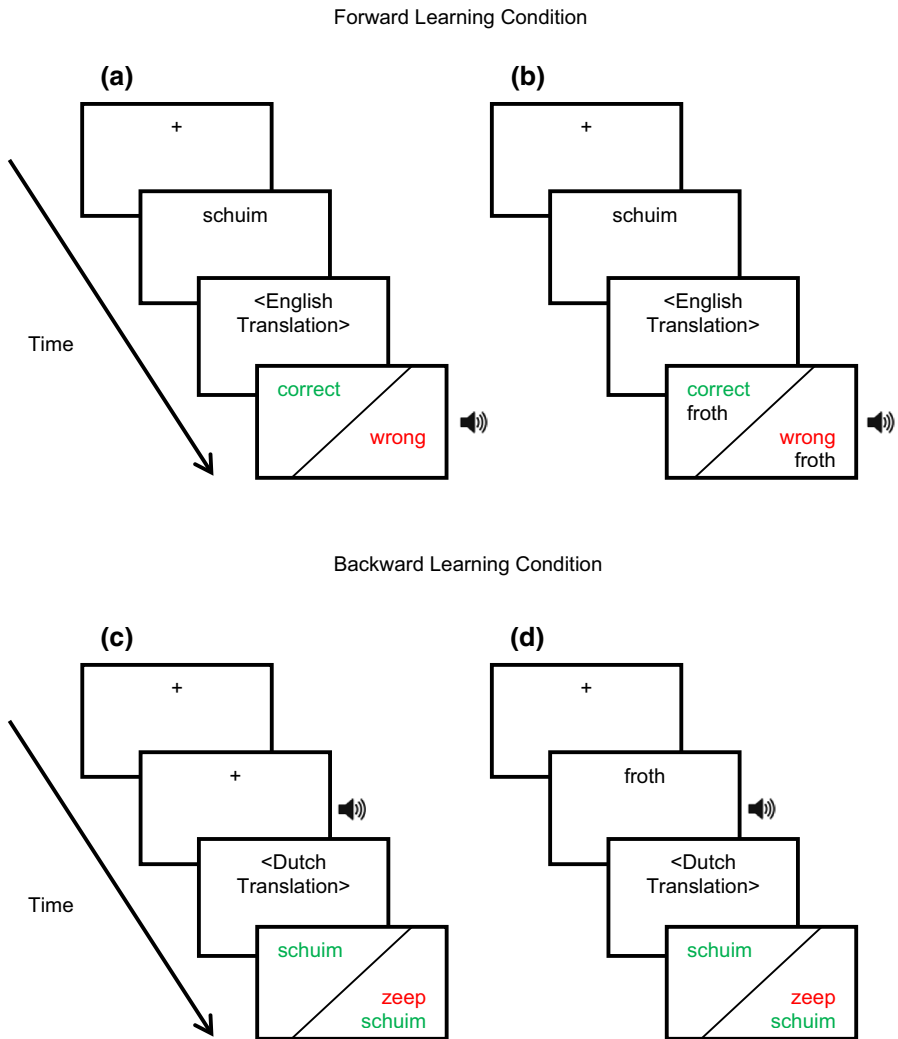 Forward Learning Condition
(a)
+
schuim
<English
Translation>
correct
wrong
Time
(b)
+
schuim
<English
Translation>
correct
froth
wrong
froth
Backward Learning Condition
(c)
+
+
<Dutch
Translation>
schuim
zeep
schuim
Time
(d)
+
froth
<Dutch
Translation>
schuim
zeep
schuim